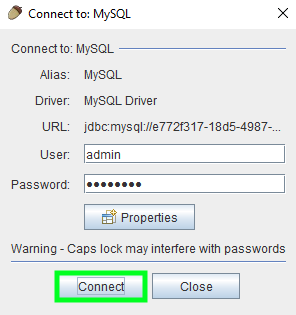 Connect to: MySQL
Connect to: MySQL
Alias: MySQL
Driver: MySQL Driver
URL: jdbc:mysql://e772f317-18d5-4987-...
User: admin
Password: ●●●●●●●●
Properties
Warning - Caps lock may interfere with passwords
Connect Close